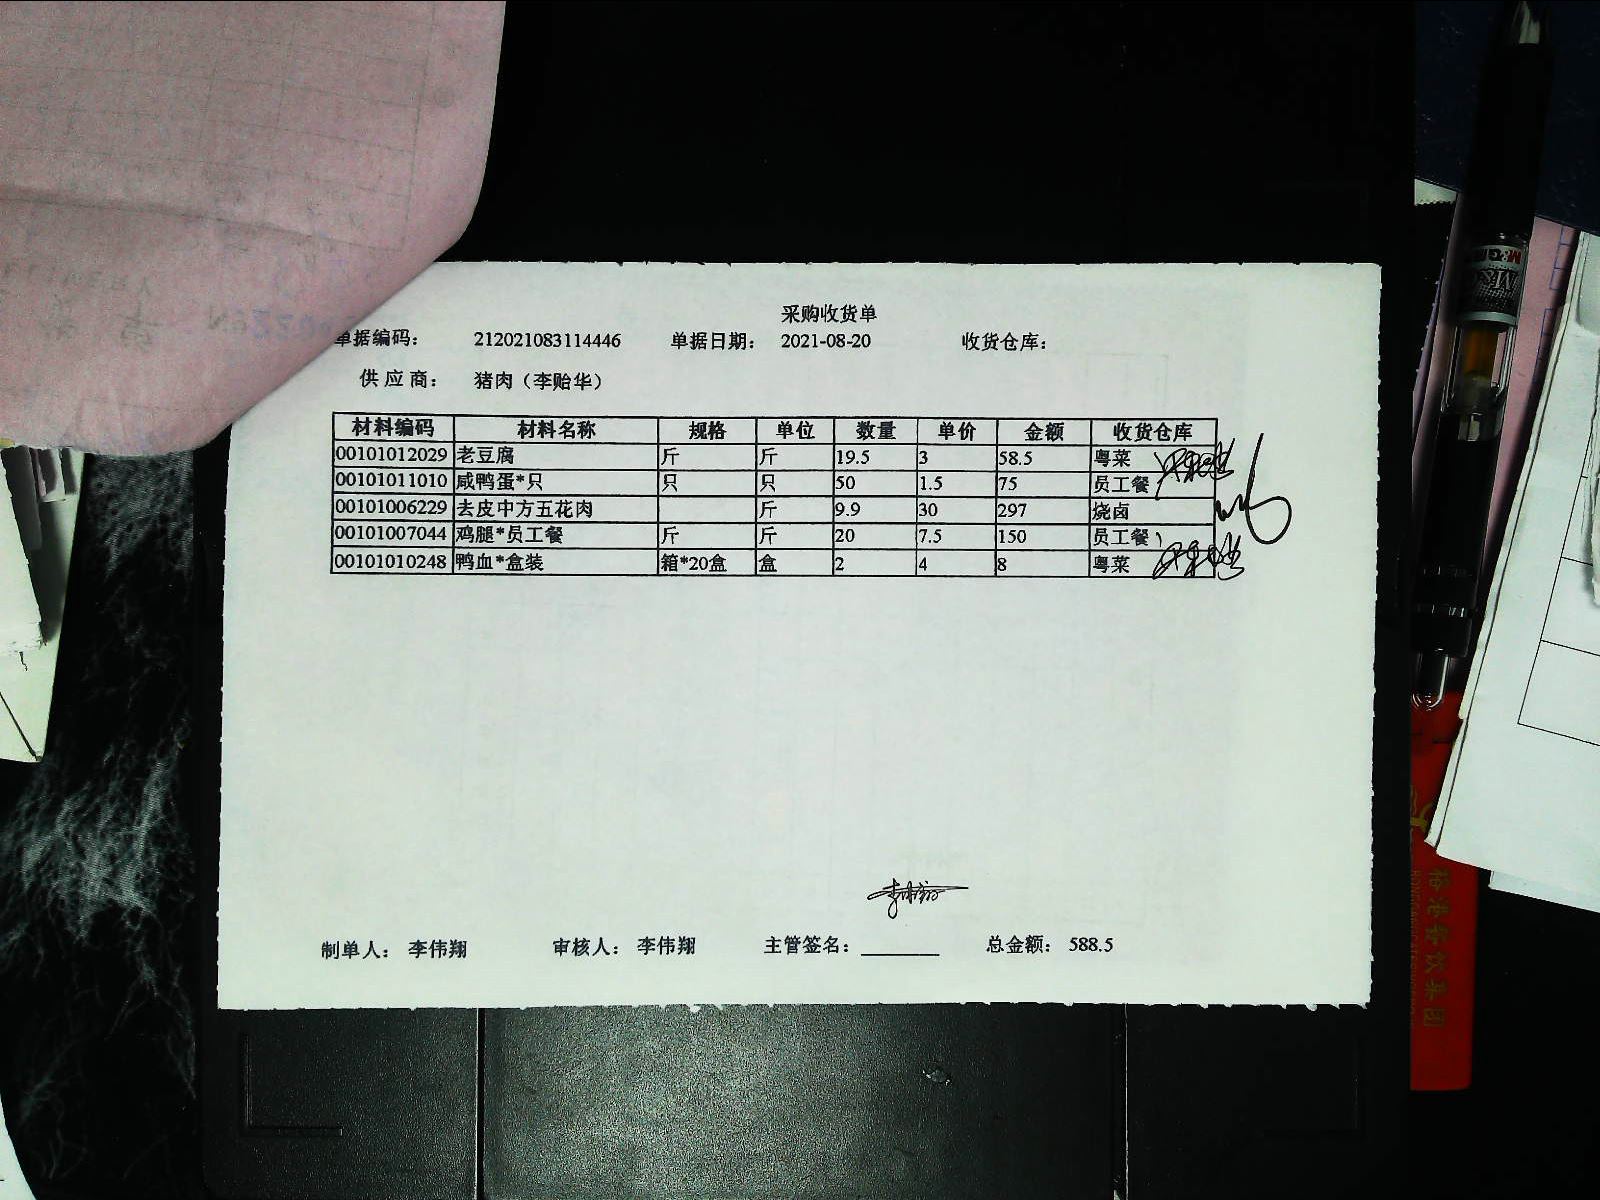 采购收货单
单据编码： 212021083114446 单据日期： 2021-08-20 收货仓库：
供应商： 猪肉（李贻华）
材料编码 材料名称 规格 单位 数量 单价 金额 收货仓库
00101012029 老豆腐 斤 斤 19.5 3 58.5 粤菜
00101011010 咸鸭蛋*只 只 只 50 1.5 75 员工餐
00101006229 去皮中方五花肉 斤 9.9 30 297 烧卤
00101007044 鸡腿*员工餐 斤 斤 20 7.5 150 员工餐
00101010248 鸭血*盒装 箱*20盒 盒 2 4 8 粤菜
制单人： 李伟翔 审核人： 李伟翔 主管签名： 总金额： 588.5